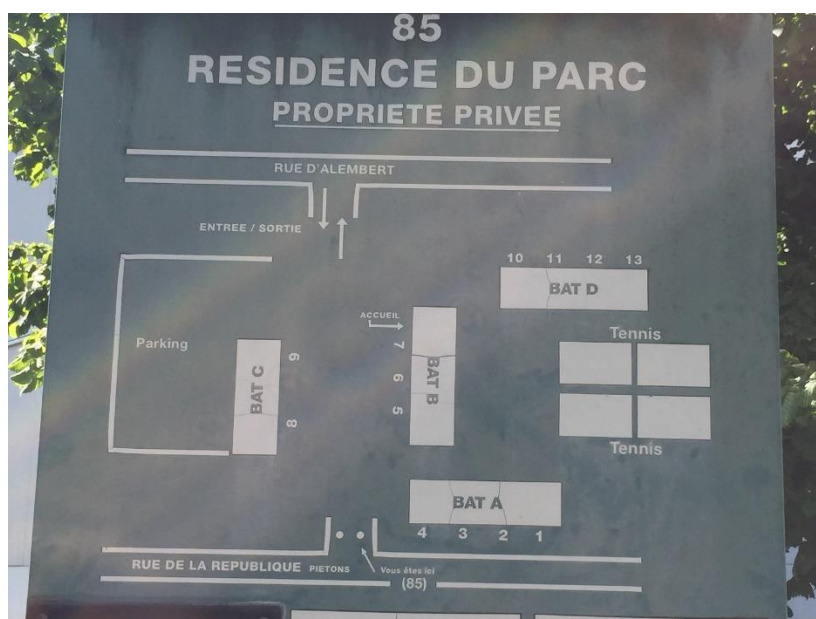 85
RESIDENCE DU PARC
PROPRIETE PRIVEE
RUE D'ALEMBERT
ENTREE / SORTIE
10 11 12 13
BAT D
ACCUEIL
Parking
Tennis
BAT C
9
8
7
6
5
BAT B
Tennis
BAT A
4 3 2 1
RUE DE LA REPUBLIQUE PIETONS
Vous êtes ici
(85)